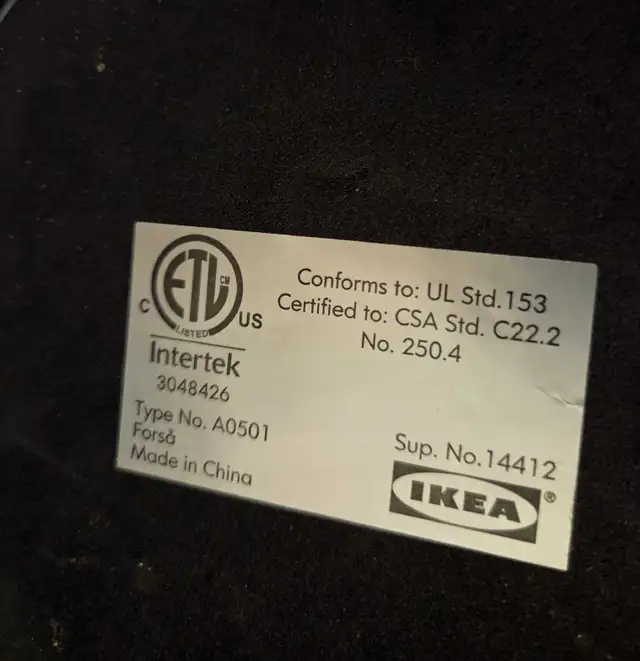 ETL CM
LISTED
C US
Intertek
3048426
Conforms to: UL Std.153
Certified to: CSA Std. C22.2
No. 250.4
Type No. A0501
Forså
Made in China
Sup. No.14412
IKEA ®